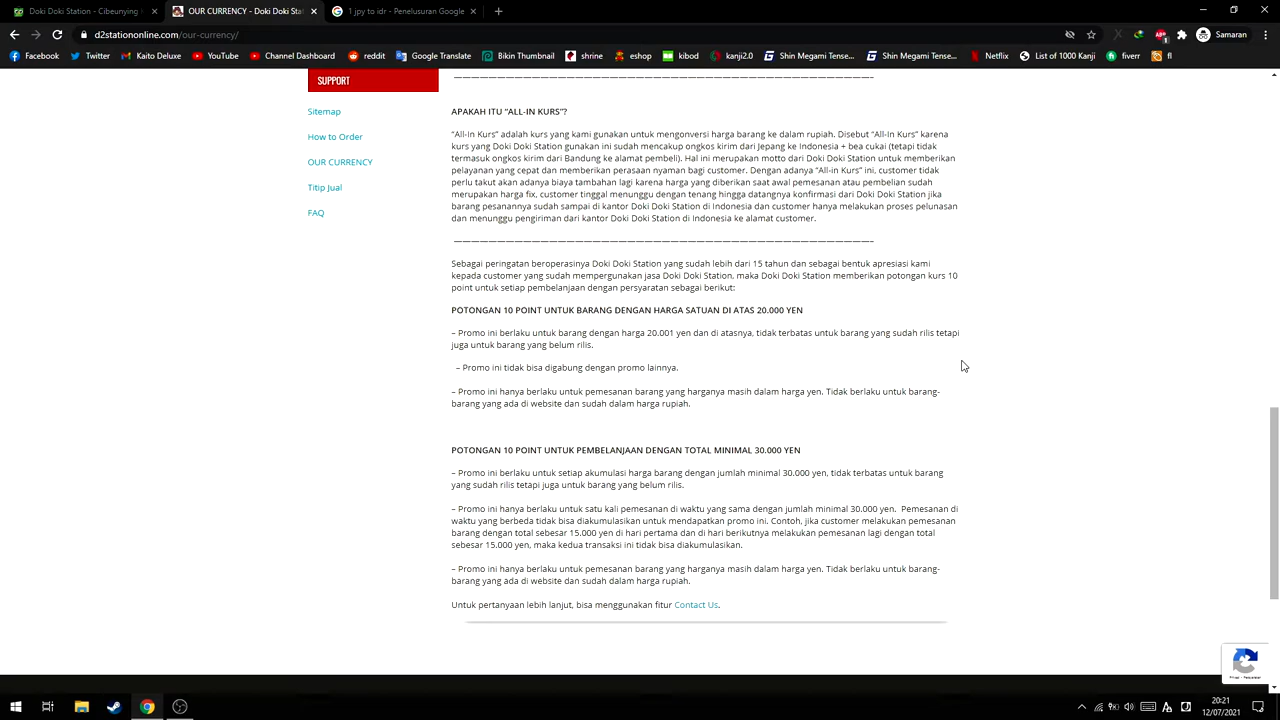 Doki Doki Station – Cibeunying
OUR CURRENCY - Doki Doki Stat
1 jpy to idr - Penelusuran Google
d2stationonline.com/our-currency/
Samaran
Facebook
Twitter
Kaito Deluxe
YouTube
Channel Dashboard
reddit
Google Translate
Bikin Thumbnail
shrine
eshop
kibod
kanji2.0
Shin Megami Tense...
Shin Megami Tense...
Netflix
List of 1000 Kanji
fiverr
fl
SUPPORT
Sitemap
How to Order
OUR CURRENCY
Titip Jual
FAQ
APAKAH ITU “ALL-IN KURS”?
“All-In Kurs” adalah kurs yang kami gunakan untuk mengonversi harga barang ke dalam rupiah. Disebut “All-In Kurs” karena
kurs yang Doki Doki Station gunakan ini sudah mencakup ongkos kirim dari Jepang ke Indonesia + bea cukai (tetapi tidak
termasuk ongkos kirim dari Bandung ke alamat pembeli). Hal ini merupakan motto dari Doki Doki Station untuk memberikan
pelayanan yang cepat dan memberikan perasaan nyaman bagi customer. Dengan adanya “All-in Kurs” ini, customer tidak
perlu takut akan adanya biaya tambahan lagi karena harga yang diberikan saat awal pemesanan atau pembelian sudah
merupakan harga fix, customer tinggal menunggu dengan tenang hingga datangnya konfirmasi dari Doki Doki Station jika
barang pesanannya sudah sampai di kantor Doki Doki Station di Indonesia dan customer hanya melakukan proses pelunasan
dan menunggu pengiriman dari kantor Doki Doki Station di Indonesia ke alamat customer.
Sebagai peringatan beroperasinya Doki Doki Station yang sudah lebih dari 15 tahun dan sebagai bentuk apresiasi kami
kepada customer yang sudah mempergunakan jasa Doki Doki Station, maka Doki Doki Station memberikan potongan kurs 10
point untuk setiap pembelanjaan dengan persyaratan sebagai berikut:
POTONGAN 10 POINT UNTUK BARANG DENGAN HARGA SATUAN DI ATAS 20.000 YEN
– Promo ini berlaku untuk barang dengan harga 20.001 yen dan di atasnya, tidak terbatas untuk barang yang sudah rilis tetapi
juga untuk barang yang belum rilis.
– Promo ini tidak bisa digabung dengan promo lainnya.
– Promo ini hanya berlaku untuk pemesanan barang yang harganya masih dalam harga yen. Tidak berlaku untuk barang-
barang yang ada di website dan sudah dalam harga rupiah.
POTONGAN 10 POINT UNTUK PEMBELANJAAN DENGAN TOTAL MINIMAL 30.000 YEN
– Promo ini berlaku untuk setiap akumulasi harga barang dengan jumlah minimal 30.000 yen, tidak terbatas untuk barang
yang sudah rilis tetapi juga untuk barang yang belum rilis.
– Promo ini hanya berlaku untuk satu kali pemesanan di waktu yang sama dengan jumlah minimal 30.000 yen. Pemesanan di
waktu yang berbeda tidak bisa diakumulasikan untuk mendapatkan promo ini. Contoh, jika customer melakukan pemesanan
barang dengan total sebesar 15.000 yen di hari pertama dan di hari berikutnya melakukan pemesanan lagi dengan total
sebesar 15.000 yen, maka kedua transaksi ini tidak bisa diakumulasikan.
– Promo ini hanya berlaku untuk pemesanan barang yang harganya masih dalam harga yen. Tidak berlaku untuk barang-
barang yang ada di website dan sudah dalam harga rupiah.
Untuk pertanyaan lebih lanjut, bisa menggunakan fitur Contact Us.
20:21
12/07/2021